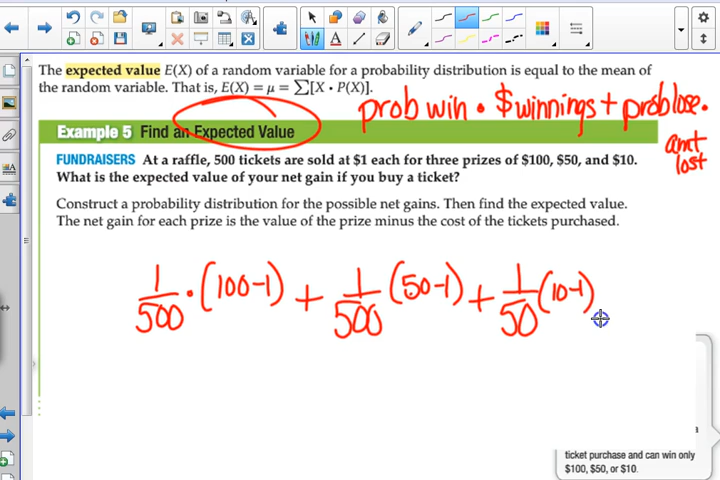 The expected value E(X) of a random variable for a probability distribution is equal to the mean of
the random variable. That is, E(X) = μ = ∑[X • P(X)].
prob win • $winnings + prob lose •
amt
lost
Example 5 Find an Expected Value
FUNDRAISERS At a raffle, 500 tickets are sold at $1 each for three prizes of $100, $50, and $10.
What is the expected value of your net gain if you buy a ticket?
Construct a probability distribution for the possible net gains. Then find the expected value.
The net gain for each prize is the value of the prize minus the cost of the tickets purchased.
1/500 • (100-1) + 1/500 (50-1) + 1/50 (10-1)
ticket purchase and can win only
$100, $50, or $10.